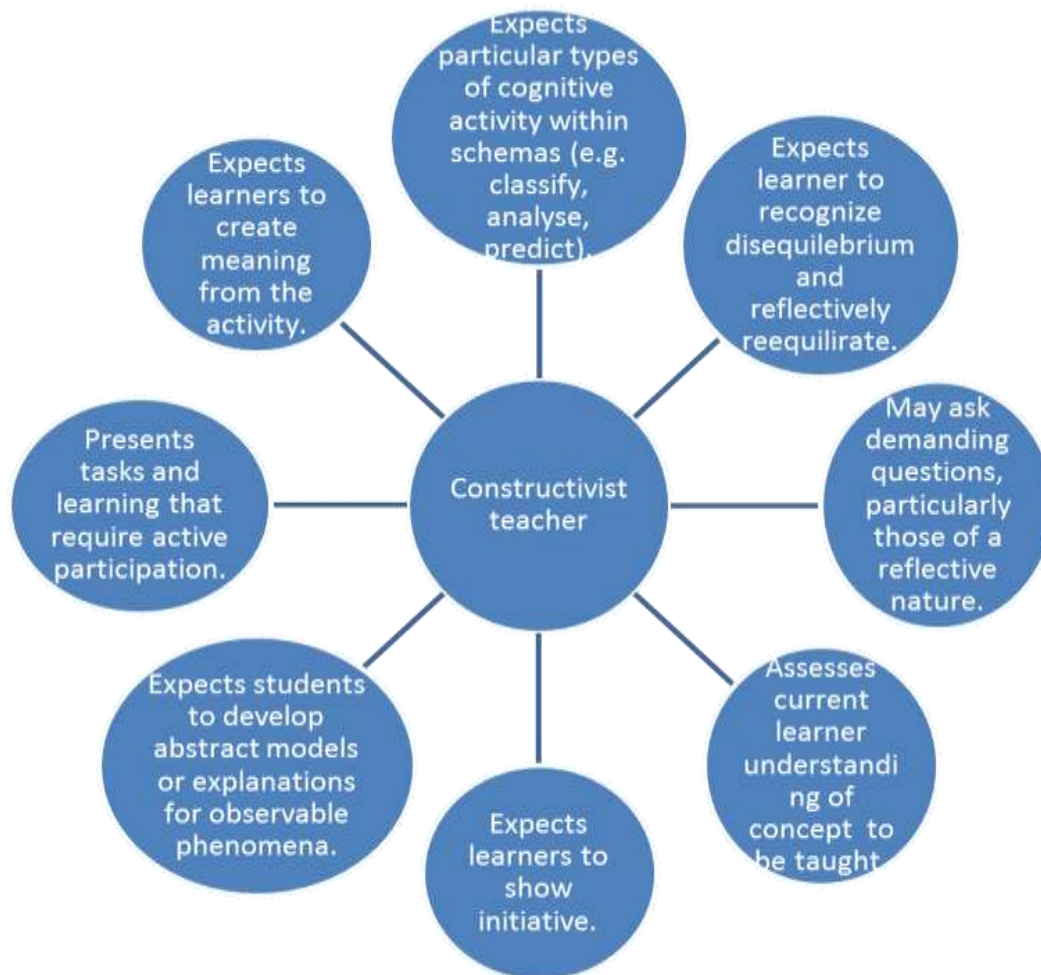 Expects
particular types
of cognitive
activity within
schemas (e.g.
classify,
analyse,
predict).
Expects
learner to
recognize
disequilebrium
and
reflectively
reequilirate.
May ask
demanding
questions,
particularly
those of a
reflective
nature.
Assesses
current
learner
understandi
ng of
concept to
be taught.
Expects
learners to
show
initiative.
Expects students
to develop
abstract models
or explanations
for observable
phenomena.
Presents
tasks and
learning that
require active
participation.
Expects
learners to
create
meaning
from the
activity.
Constructivist
teacher